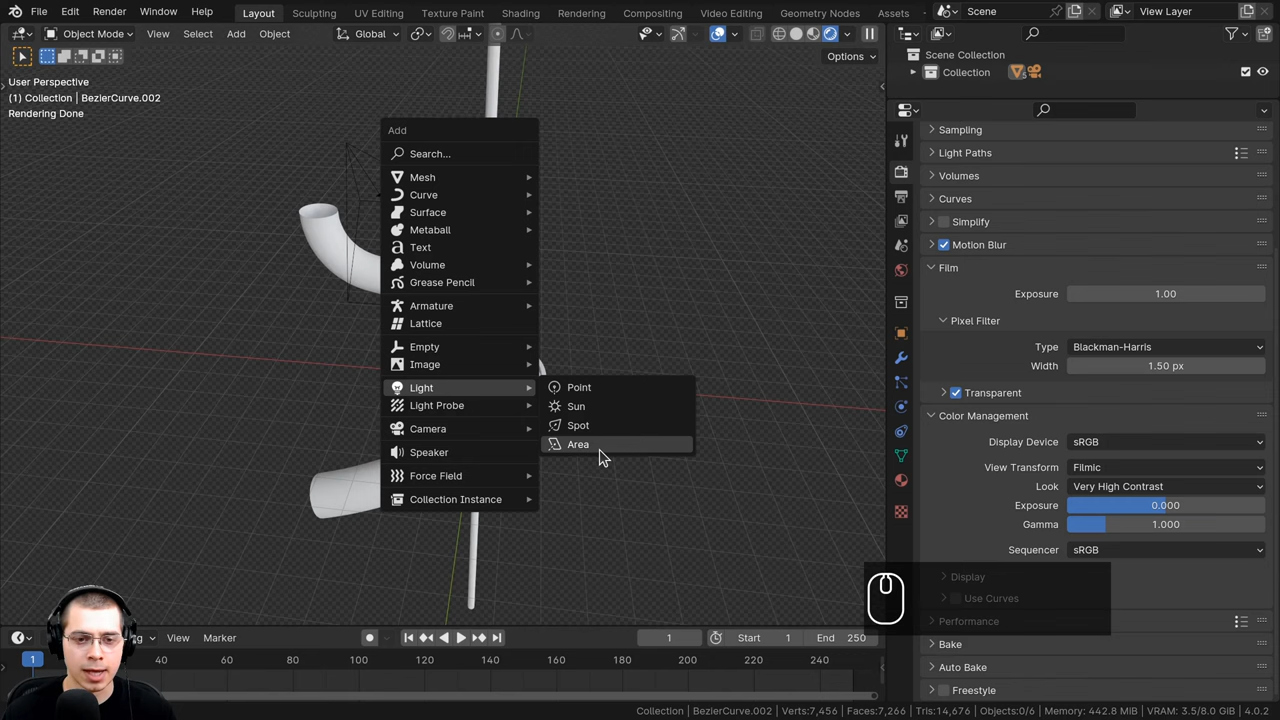 File Edit Render Window Help Layout Sculpting UV Editing Texture Paint Shading Rendering Compositing Video Editing Geometry Nodes Assets Scene View Layer
Object Mode View Select Add Object Global
Options
User Perspective
(1) Collection | BezierCurve.002
Rendering Done
Add
Search...
Mesh
Curve
Surface
Metaball
Text
Volume
Grease Pencil
Armature
Lattice
Empty
Image
Light
Light Probe
Camera
Speaker
Force Field
Collection Instance
Point
Sun
Spot
Area
Scene Collection
Collection 5
Sampling
Light Paths
Volumes
Curves
Simplify
Motion Blur
Film
Exposure 1.00
Pixel Filter
Type Blackman-Harris
Width 1.50 px
Transparent
Color Management
Display Device sRGB
View Transform Filmic
Look Very High Contrast
Exposure 0.000
Gamma 1.000
Sequencer sRGB
Display
Use Curves
Performance
Bake
Auto Bake
Freestyle
View Marker 1 Start 1 End 250
1 40 60 80 100 120 140 160 180 200 220 240
Collection | BezierCurve.002 | Verts:7,456 | Faces:7,266 | Tris:14,676 | Objects:0/6 | Memory: 442.8 MiB | VRAM: 3.5/8.0 GiB | 4.0.2